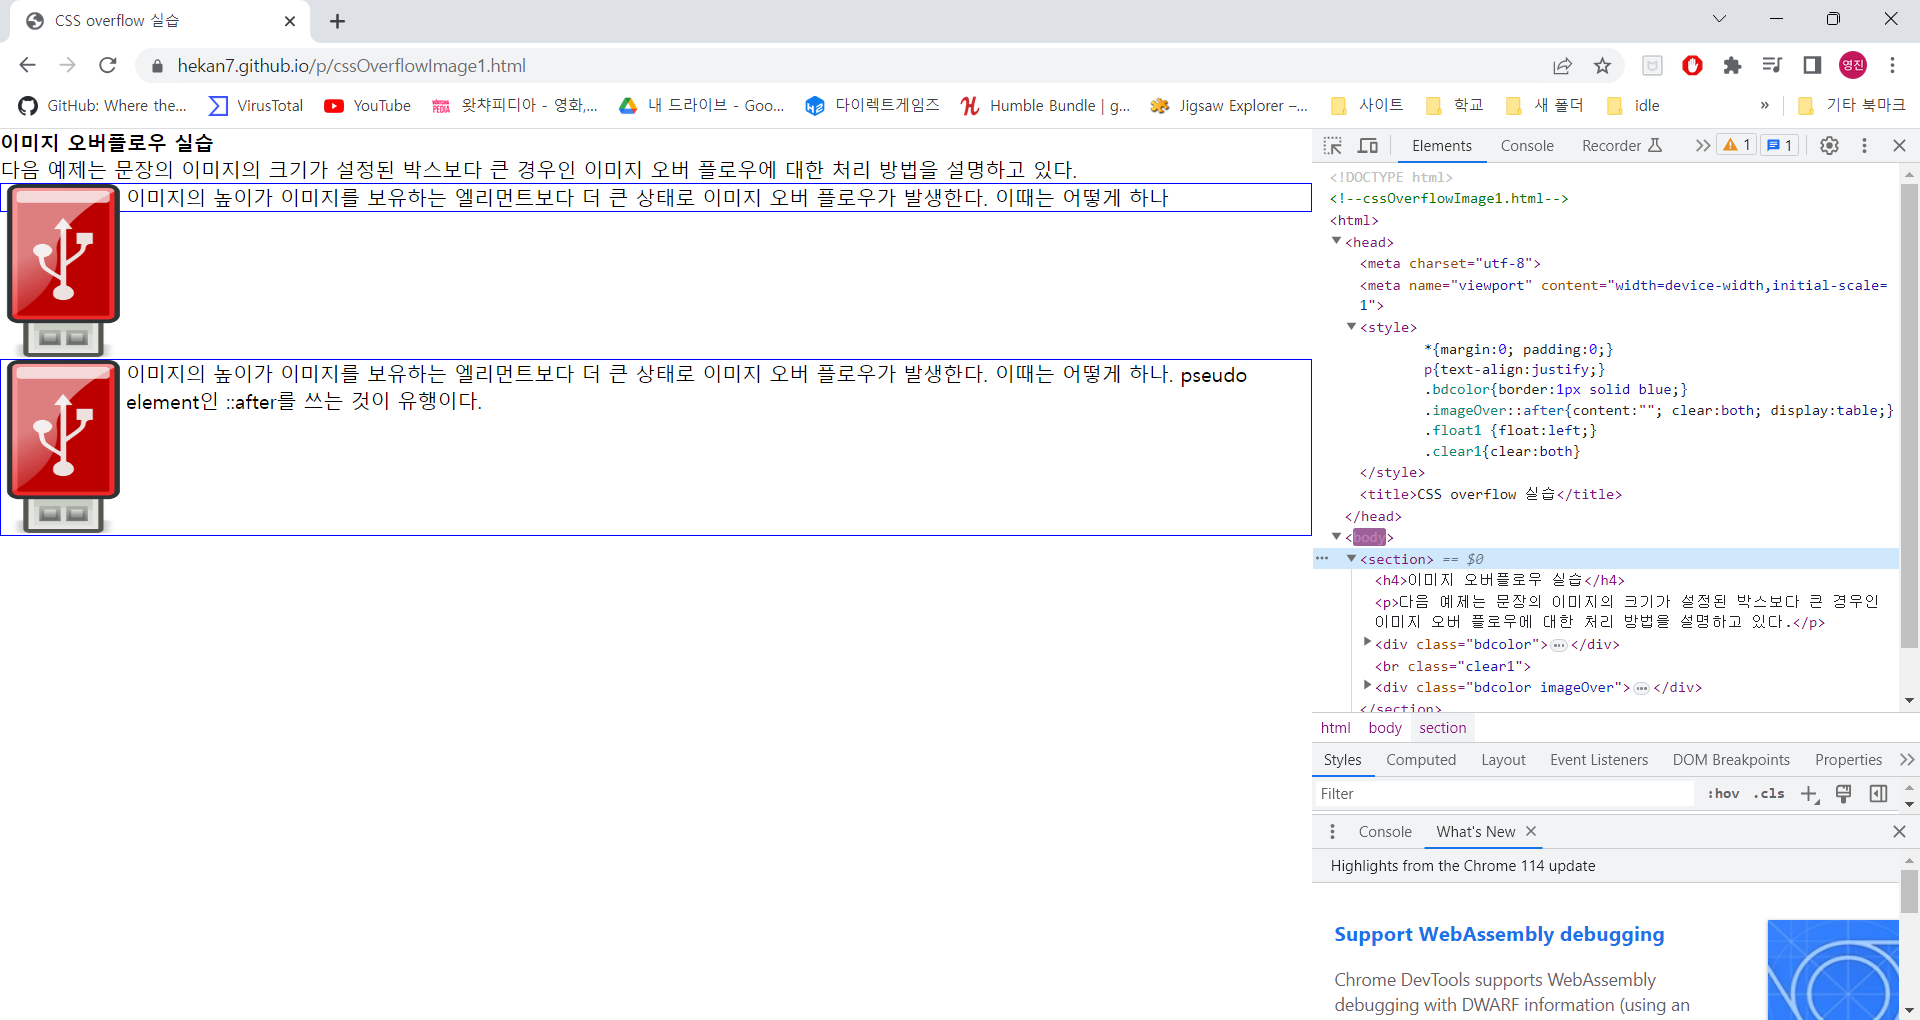 CSS overflow 실습
hekan7.github.io/p/cssOverflowImage1.html
영진
GitHub: Where the... VirusTotal YouTube 왓챠피디아 - 영화,... 내 드라이브 - Goo... 다이렉트게임즈 Humble Bundle | g... Jigsaw Explorer –... 사이트 학교 새 폴더 idle » 기타 북마크
이미지 오버플로우 실습
다음 예제는 문장의 이미지의 크기가 설정된 박스보다 큰 경우인 이미지 오버 플로우에 대한 처리 방법을 설명하고 있다.
이미지의 높이가 이미지를 보유하는 엘리먼트보다 더 큰 상태로 이미지 오버 플로우가 발생한다. 이때는 어떻게 하나
이미지의 높이가 이미지를 보유하는 엘리먼트보다 더 큰 상태로 이미지 오버 플로우가 발생한다. 이때는 어떻게 하나. pseudo
element인 ::after를 쓰는 것이 유행이다.
Elements Console Recorder 1 1
<!DOCTYPE html>
<!--cssOverflowImage1.html-->
<html>
<head>
<meta charset="utf-8">
<meta name="viewport" content="width=device-width,initial-scale=
1">
<style>
*{margin:0; padding:0;}
p{text-align:justify;}
.bdcolor{border:1px solid blue;}
.imageOver::after{content:""; clear:both; display:table;}
.float1 {float:left;}
.clear1{clear:both}
</style>
<title>CSS overflow 실습</title>
</head>
<body>
<section> == $0
<h4>이미지 오버플로우 실습</h4>
<p>다음 예제는 문장의 이미지의 크기가 설정된 박스보다 큰 경우인
이미지 오버 플로우에 대한 처리 방법을 설명하고 있다.</p>
<div class="bdcolor">…</div>
<br class="clear1">
<div class="bdcolor imageOver">…</div>
</section>
html body section
Styles Computed Layout Event Listeners DOM Breakpoints Properties
Filter :hov .cls
Console What's New
Highlights from the Chrome 114 update
Support WebAssembly debugging
Chrome DevTools supports WebAssembly
debugging with DWARF information (using an